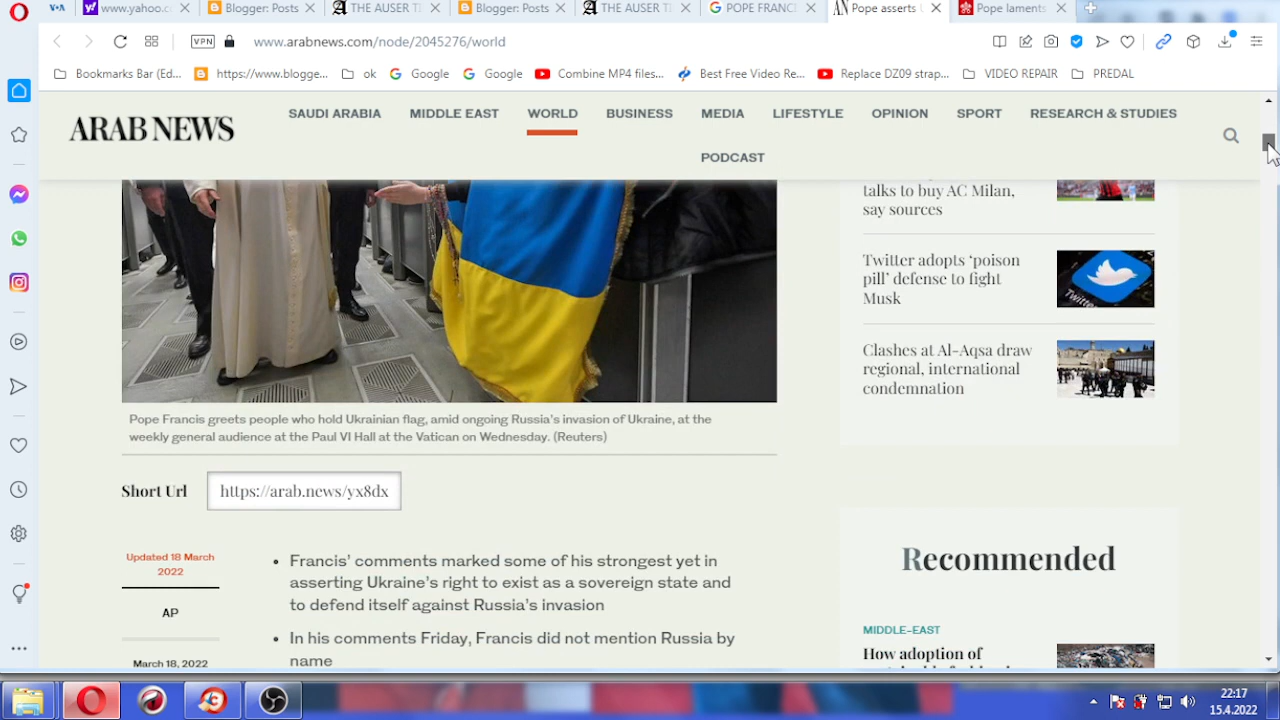 www.yahoo.c
Blogger: Posts
THE AUSER TI
Blogger: Posts
THE AUSER TI
POPE FRANCI
Pope asserts U
Pope laments
VPN
www.arabnews.com/node/2045276/world
Bookmarks Bar (Ed...
https://www.blogge...
ok
Google
Google
Combine MP4 files...
Best Free Video Re...
Replace DZ09 strap...
VIDEO REPAIR
PREDAL
ARAB NEWS
SAUDI ARABIA
MIDDLE EAST
WORLD
BUSINESS
MEDIA
LIFESTYLE
OPINION
SPORT
RESEARCH & STUDIES
PODCAST
talks to buy AC Milan,
say sources
Twitter adopts ‘poison
pill’ defense to fight
Musk
Clashes at Al-Aqsa draw
regional, international
condemnation
Pope Francis greets people who hold Ukrainian flag, amid ongoing Russia’s invasion of Ukraine, at the
weekly general audience at the Paul VI Hall at the Vatican on Wednesday. (Reuters)
Short Url
https://arab.news/yx8dx
Updated 18 March
2022
AP
March 18, 2022
• Francis’ comments marked some of his strongest yet in
asserting Ukraine’s right to exist as a sovereign state and
to defend itself against Russia’s invasion
• In his comments Friday, Francis did not mention Russia by
name
Recommended
MIDDLE-EAST
How adoption of
22:17
15.4.2022